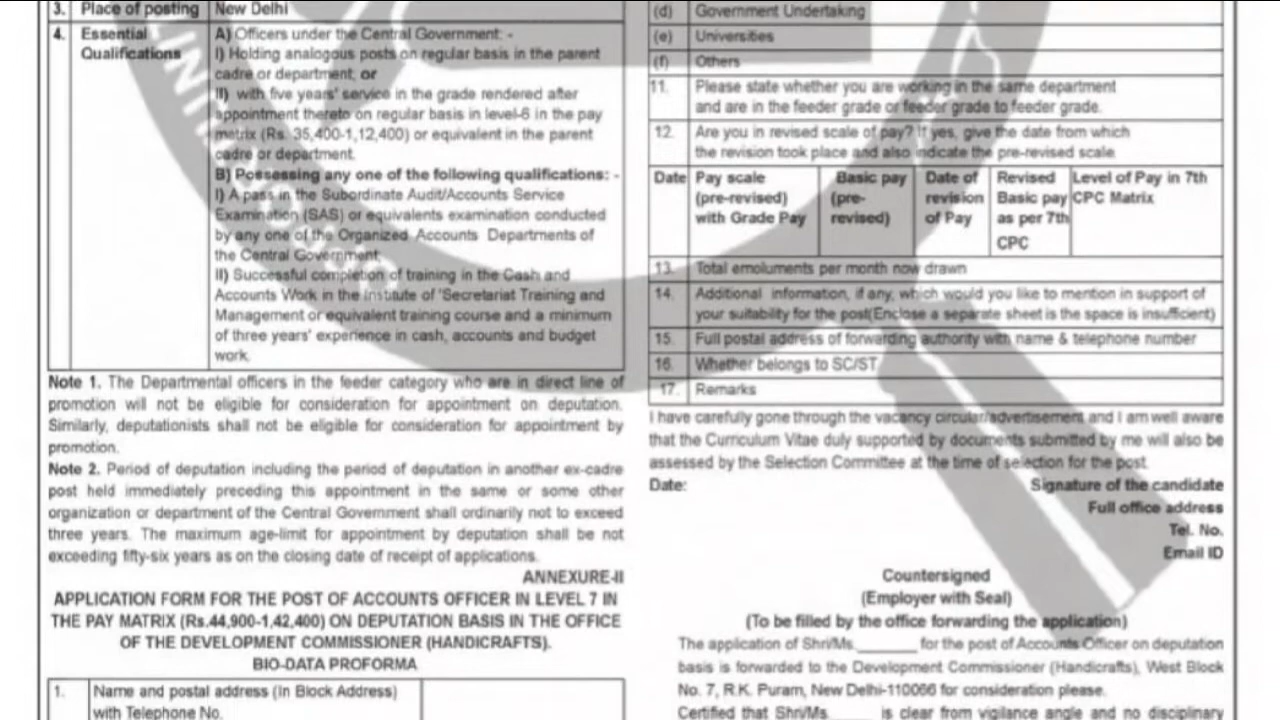 3. Place of posting New Delhi
4. Essential Qualifications A) Officers under the Central Government: -
I) Holding analogous posts on regular basis in the parent
cadre or department; or
II) with five years' service in the grade rendered after
appointment thereto on regular basis in level-6 in the pay
matrix (Rs. 35,400-1,12,400) or equivalent in the parent
cadre or department.
B) Possessing any one of the following qualifications: -
I) A pass in the Subordinate Audit/Accounts Service
Examination (SAS) or equivalents examination conducted
by any one of the Organized Accounts Departments of
the Central Government;
II) Successful completion of training in the Cash and
Accounts Work in the Institute of 'Secretariat Training and
Management or equivalent training course and a minimum
of three years' experience in cash, accounts and budget
work.
Note 1. The Departmental officers in the feeder category who are in direct line of
promotion will not be eligible for consideration for appointment on deputation.
Similarly, deputationists shall not be eligible for consideration for appointment by
promotion.
Note 2. Period of deputation including the period of deputation in another ex-cadre
post held immediately preceding this appointment in the same or some other
organization or department of the Central Government shall ordinarily not to exceed
three years. The maximum age-limit for appointment by deputation shall be not
exceeding fifty-six years as on the closing date of receipt of applications.
ANNEXURE-II
APPLICATION FORM FOR THE POST OF ACCOUNTS OFFICER IN LEVEL 7 IN
THE PAY MATRIX (Rs.44,900-1,42,400) ON DEPUTATION BASIS IN THE OFFICE
OF THE DEVELOPMENT COMMISSIONER (HANDICRAFTS).
BIO-DATA PROFORMA
1. Name and postal address (In Block Address)
with Telephone No.
(d) Government Undertaking
(e) Universities
(f) Others
11. Please state whether you are working in the same department
and are in the feeder grade or feeder grade to feeder grade.
12. Are you in revised scale of pay? If yes, give the date from which
the revision took place and also indicate the pre-revised scale
Date Pay scale (pre-revised) with Grade Pay Basic pay (pre-revised) Date of revision of Pay Revised Basic pay as per 7th CPC Level of Pay in 7th CPC Matrix
13. Total emoluments per month now drawn
14. Additional information, if any, which would you like to mention in support of
your suitability for the post(Enclose a separate sheet is the space is insufficient)
15. Full postal address of forwarding authority with name & telephone number
16. Whether belongs to SC/ST
17. Remarks
I have carefully gone through the vacancy circular/advertisement and I am well aware
that the Curriculum Vitae duly supported by documents submitted by me will also be
assessed by the Selection Committee at the time of selection for the post.
Date: Signature of the candidate
Full office address
Tel. No.
Email ID
Countersigned
(Employer with Seal)
(To be filled by the office forwarding the application)
The application of Shri/Ms.______ for the post of Accounts Officer on deputation
basis is forwarded to the Development Commissioner (Handicrafts), West Block
No. 7, R.K. Puram, New Delhi-110066 for consideration please.
Certified that Shri/Ms.____ is clear from vigilance angle and no disciplinary